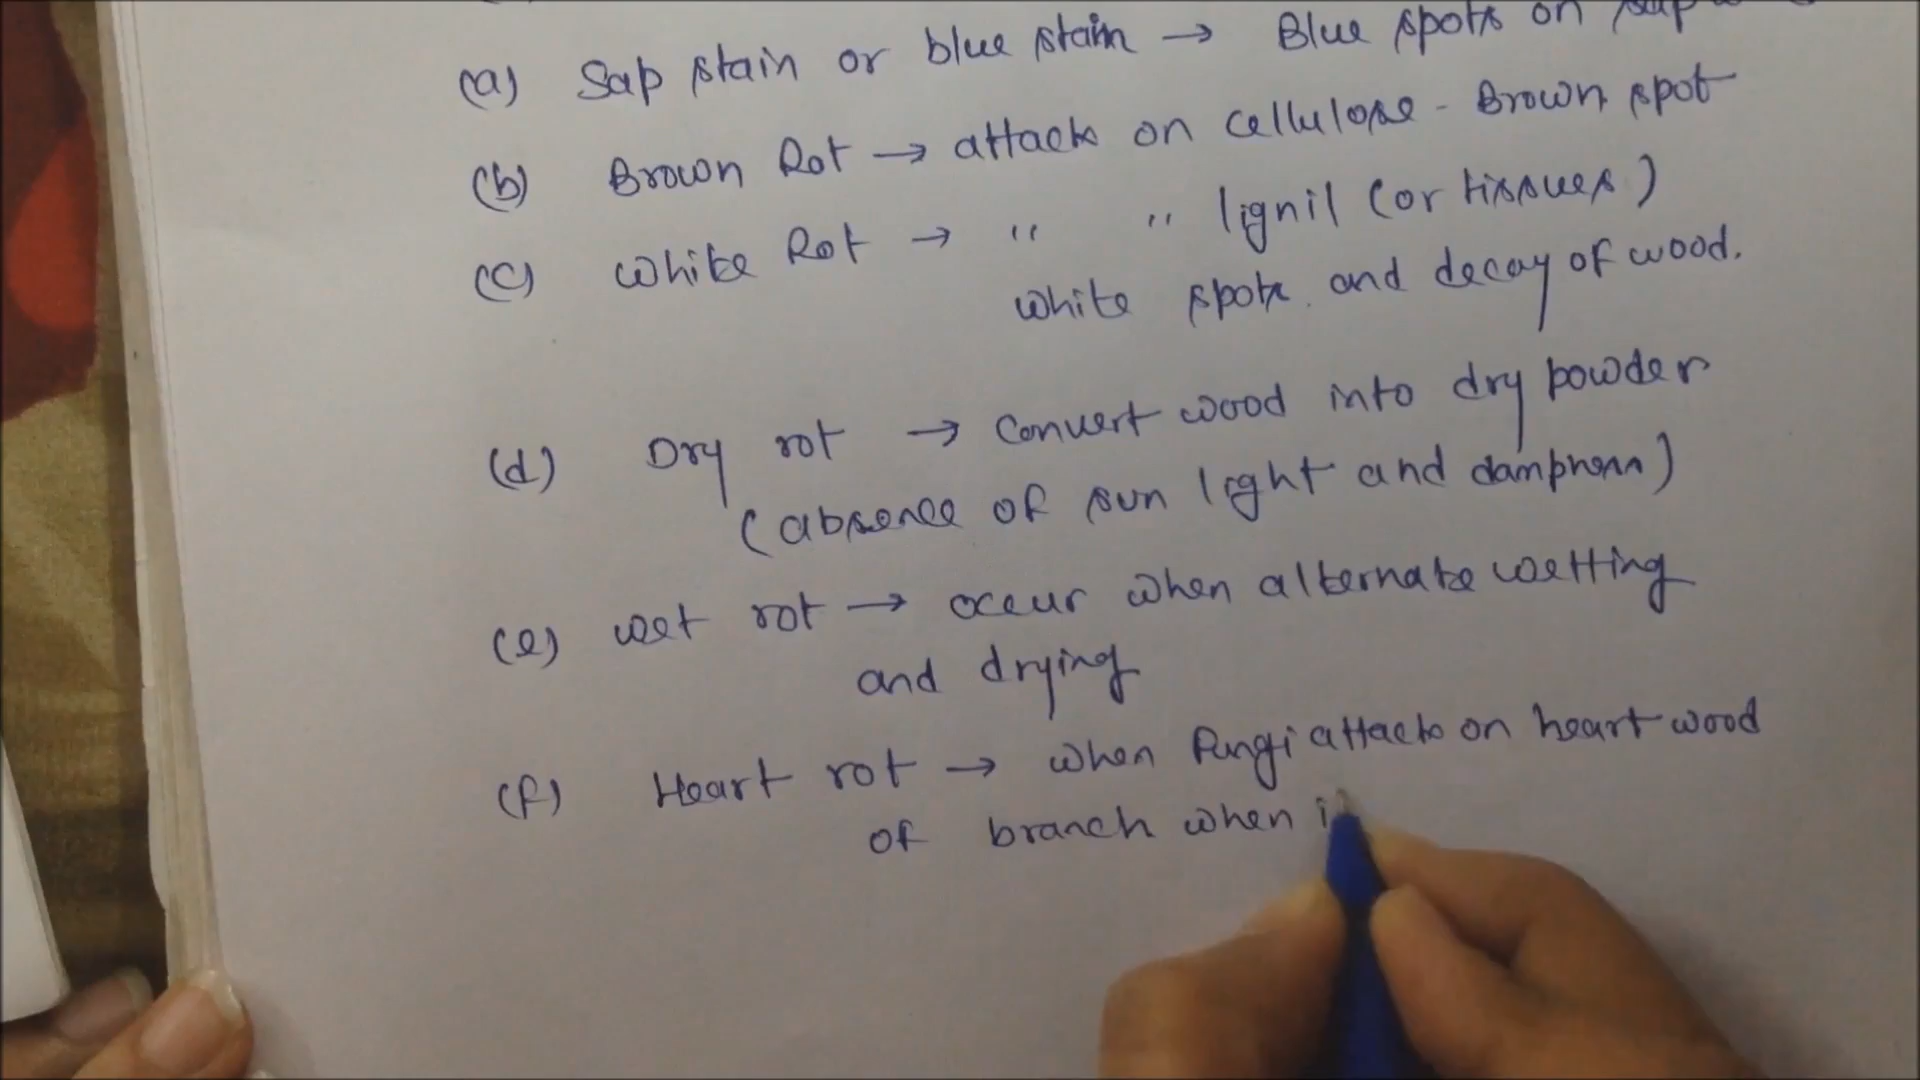 (a) Sap stain or blue stain → Blue spots on
(b) Brown Rot → attack on cellulose - Brown spot
(c) White Rot → " " lignil (or tissues)
white spots and decay of wood.
(d) Dry rot → Convert wood into dry powder
(absence of sun light and dampness)
(e) wet rot → occur when alternate wetting
and drying
(f) Heart rot → when fungi attack on heart wood
of branch when i